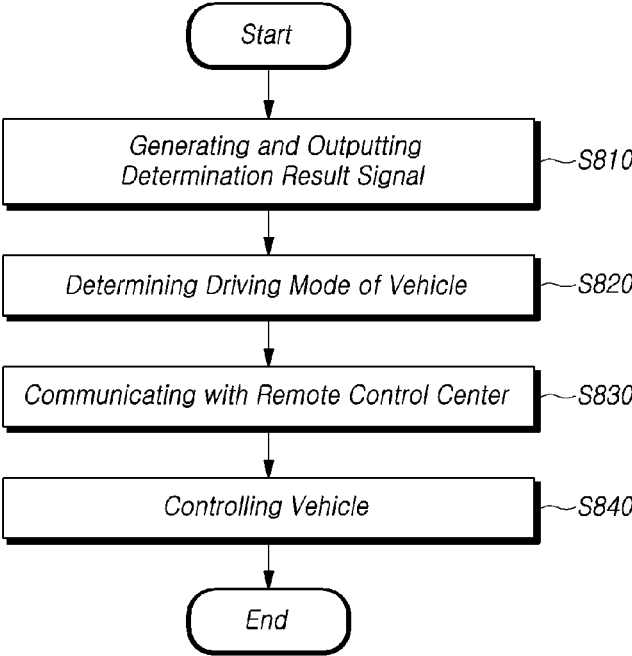 Start
Generating and Outputting
Determination Result Signal
S810
Determining Driving Mode of Vehicle
S820
Communicating with Remote Control Center
S830
Controlling Vehicle
S840
End